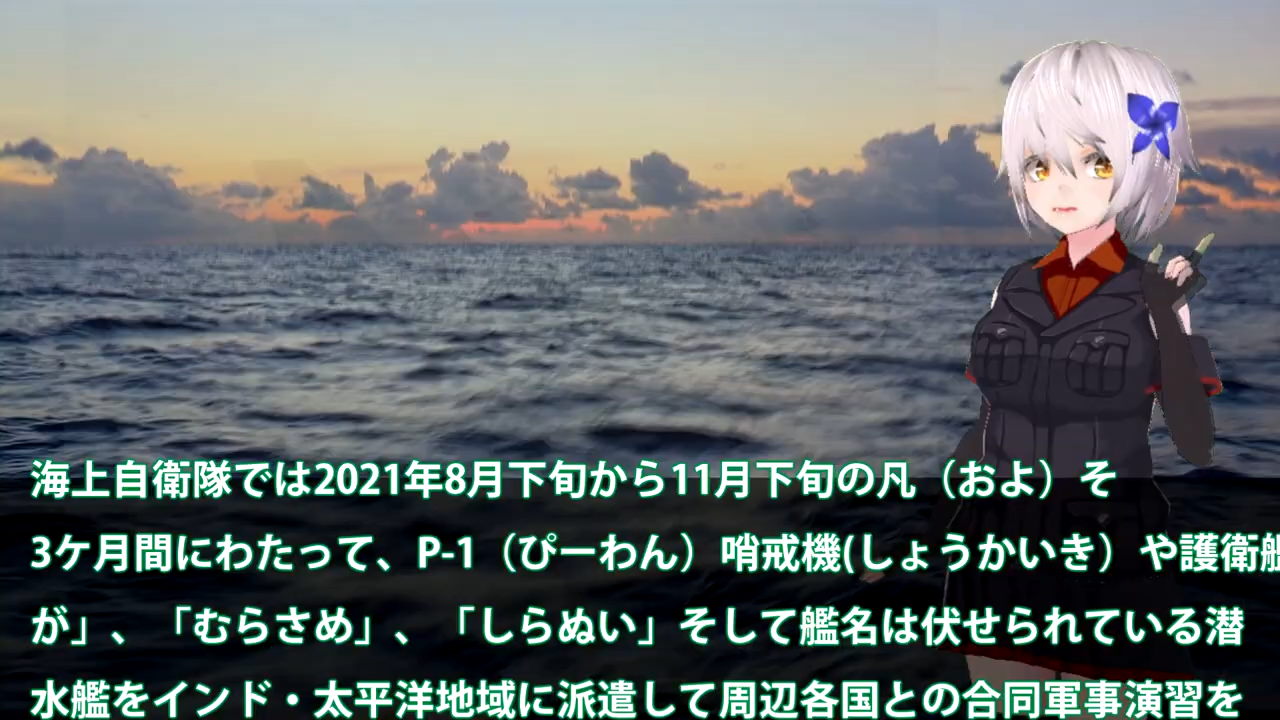 海上自衛隊では2021年8月下旬から11月下旬の凡（およ）そ
3ケ月間にわたって、P-1（ぴーわん）哨戒機(しょうかいき）や護衛艦
が」、「むらさめ」、「しらぬい」そして艦名は伏せられている潜
水艦をインド・太平洋地域に派遣して周辺各国との合同軍事演習を